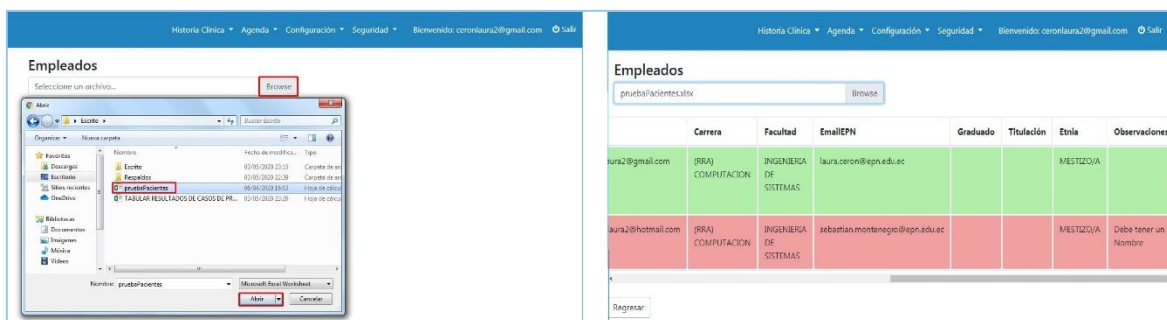 Historia Clínica Agenda Configuración Seguridad Bienvenido: ceronlaura2@gmail.com Salir
Empleados
Seleccione un archivo... Browse
Abrir
Escrito
Buscar Escrito
Organizar Nueva carpeta
Favoritos
Descargas
Escritorio
Sitios recientes
OneDrive
Bibliotecas
Documentos
Imágenes
Música
Vídeos
Nombre Fecha de modifica... Tipo
Escrito 03/05/2020 23:15 Carpeta de
Respaldos 03/05/2020 22:39 Carpeta de
pruebaPacientes 06/04/2020 16:03 Hoja de cálcu
TABULAR RESULTADOS DE CASOS DE PR... 03/05/2020 23:20 Hoja de cálcu
Nombre: pruebaPacientes Microsoft Excel Worksheet
Abrir Cancelar
Historia Clínica Agenda Configuración Seguridad Bienvenido: ceronlaura2@gmail.com Salir
Empleados
pruebaPacientes.xlsx Browse
Carrera Facultad EmailEPN Graduado Titulación Etnia Observaciones
aura2@gmail.com (RRA) INGENIERIA laura.ceron@epn.edu.ec MESTIZO/A
COMPUTACION DE
SISTEMAS
aura2@hotmail.com (RRA) INGENIERIA sebastian.montenegro@epn.edu.ec MESTIZO/A Debe tener un
COMPUTACION DE Nombre
SISTEMAS
Regresar